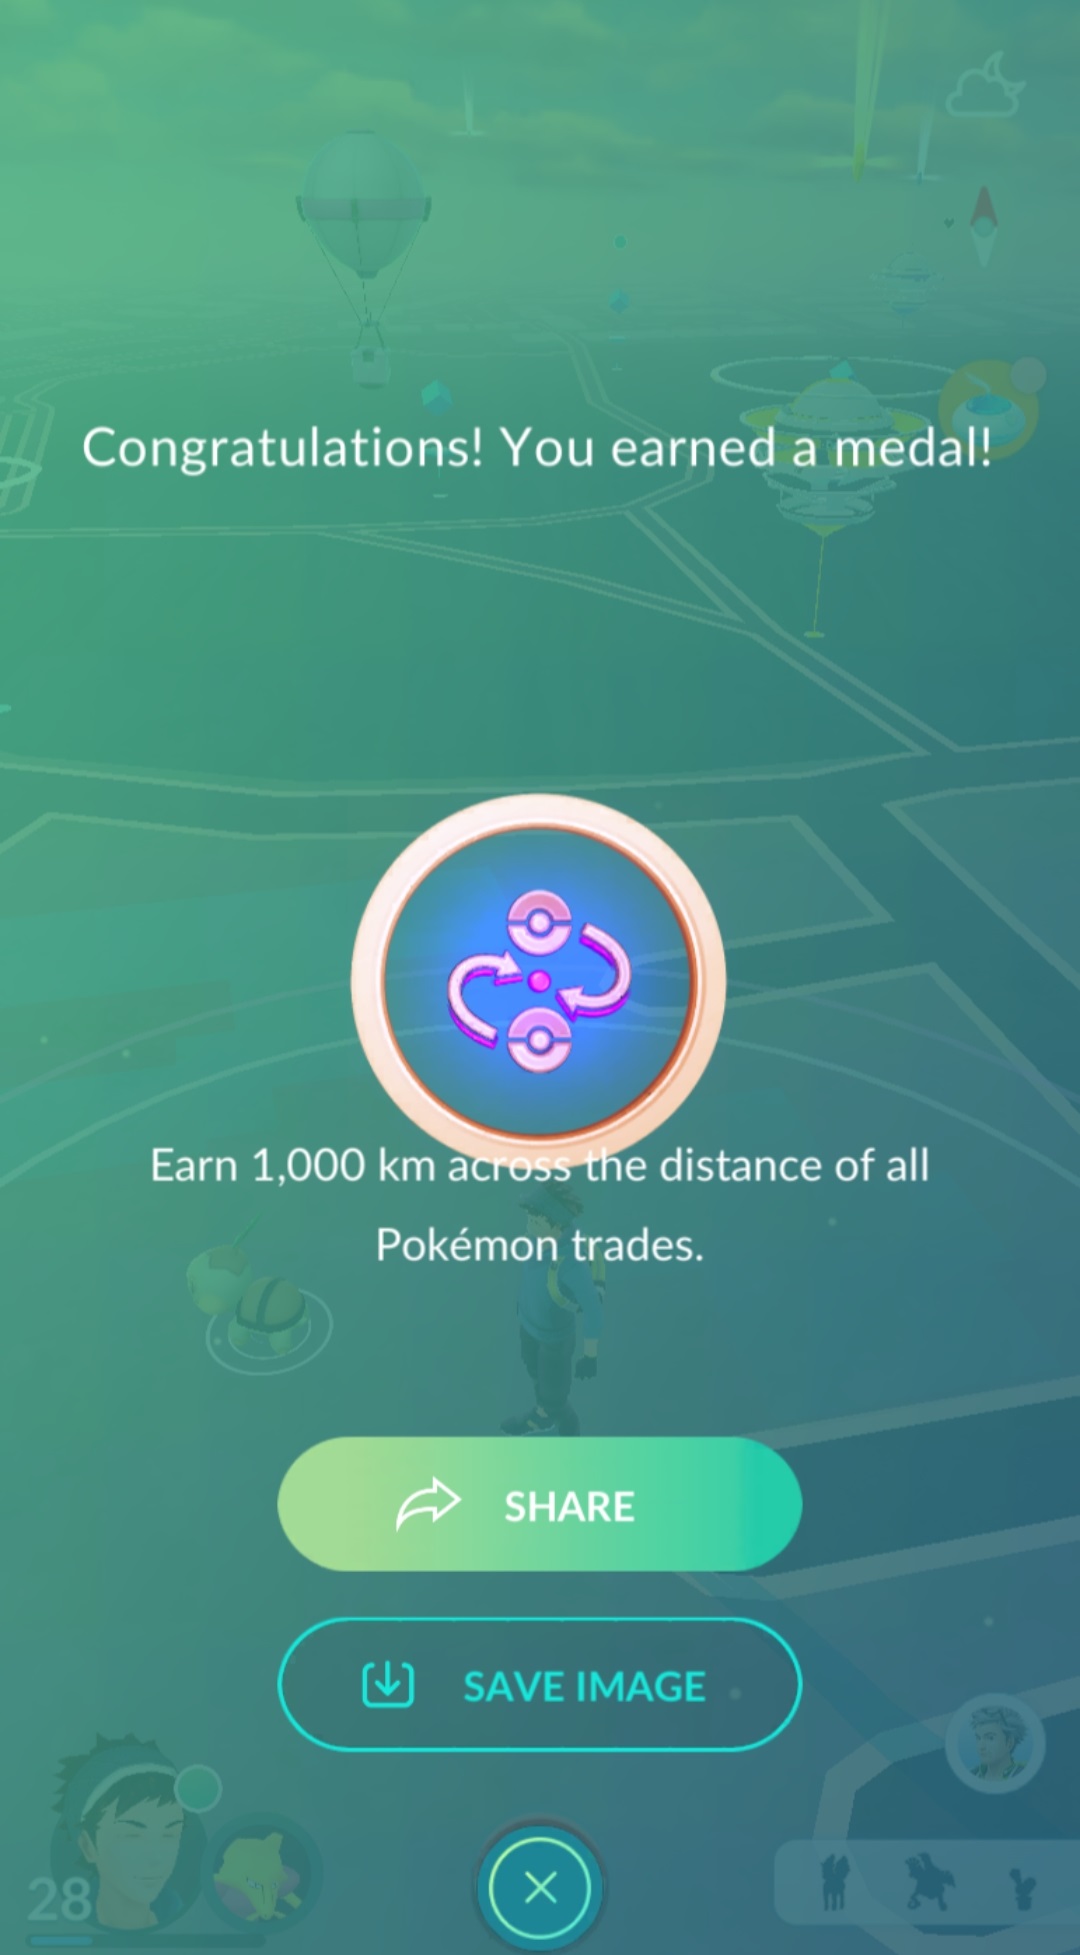 Congratulations! You earned a medal!
Earn 1,000 km across the distance of all
Pokémon trades.
SHARE
SAVE IMAGE
28